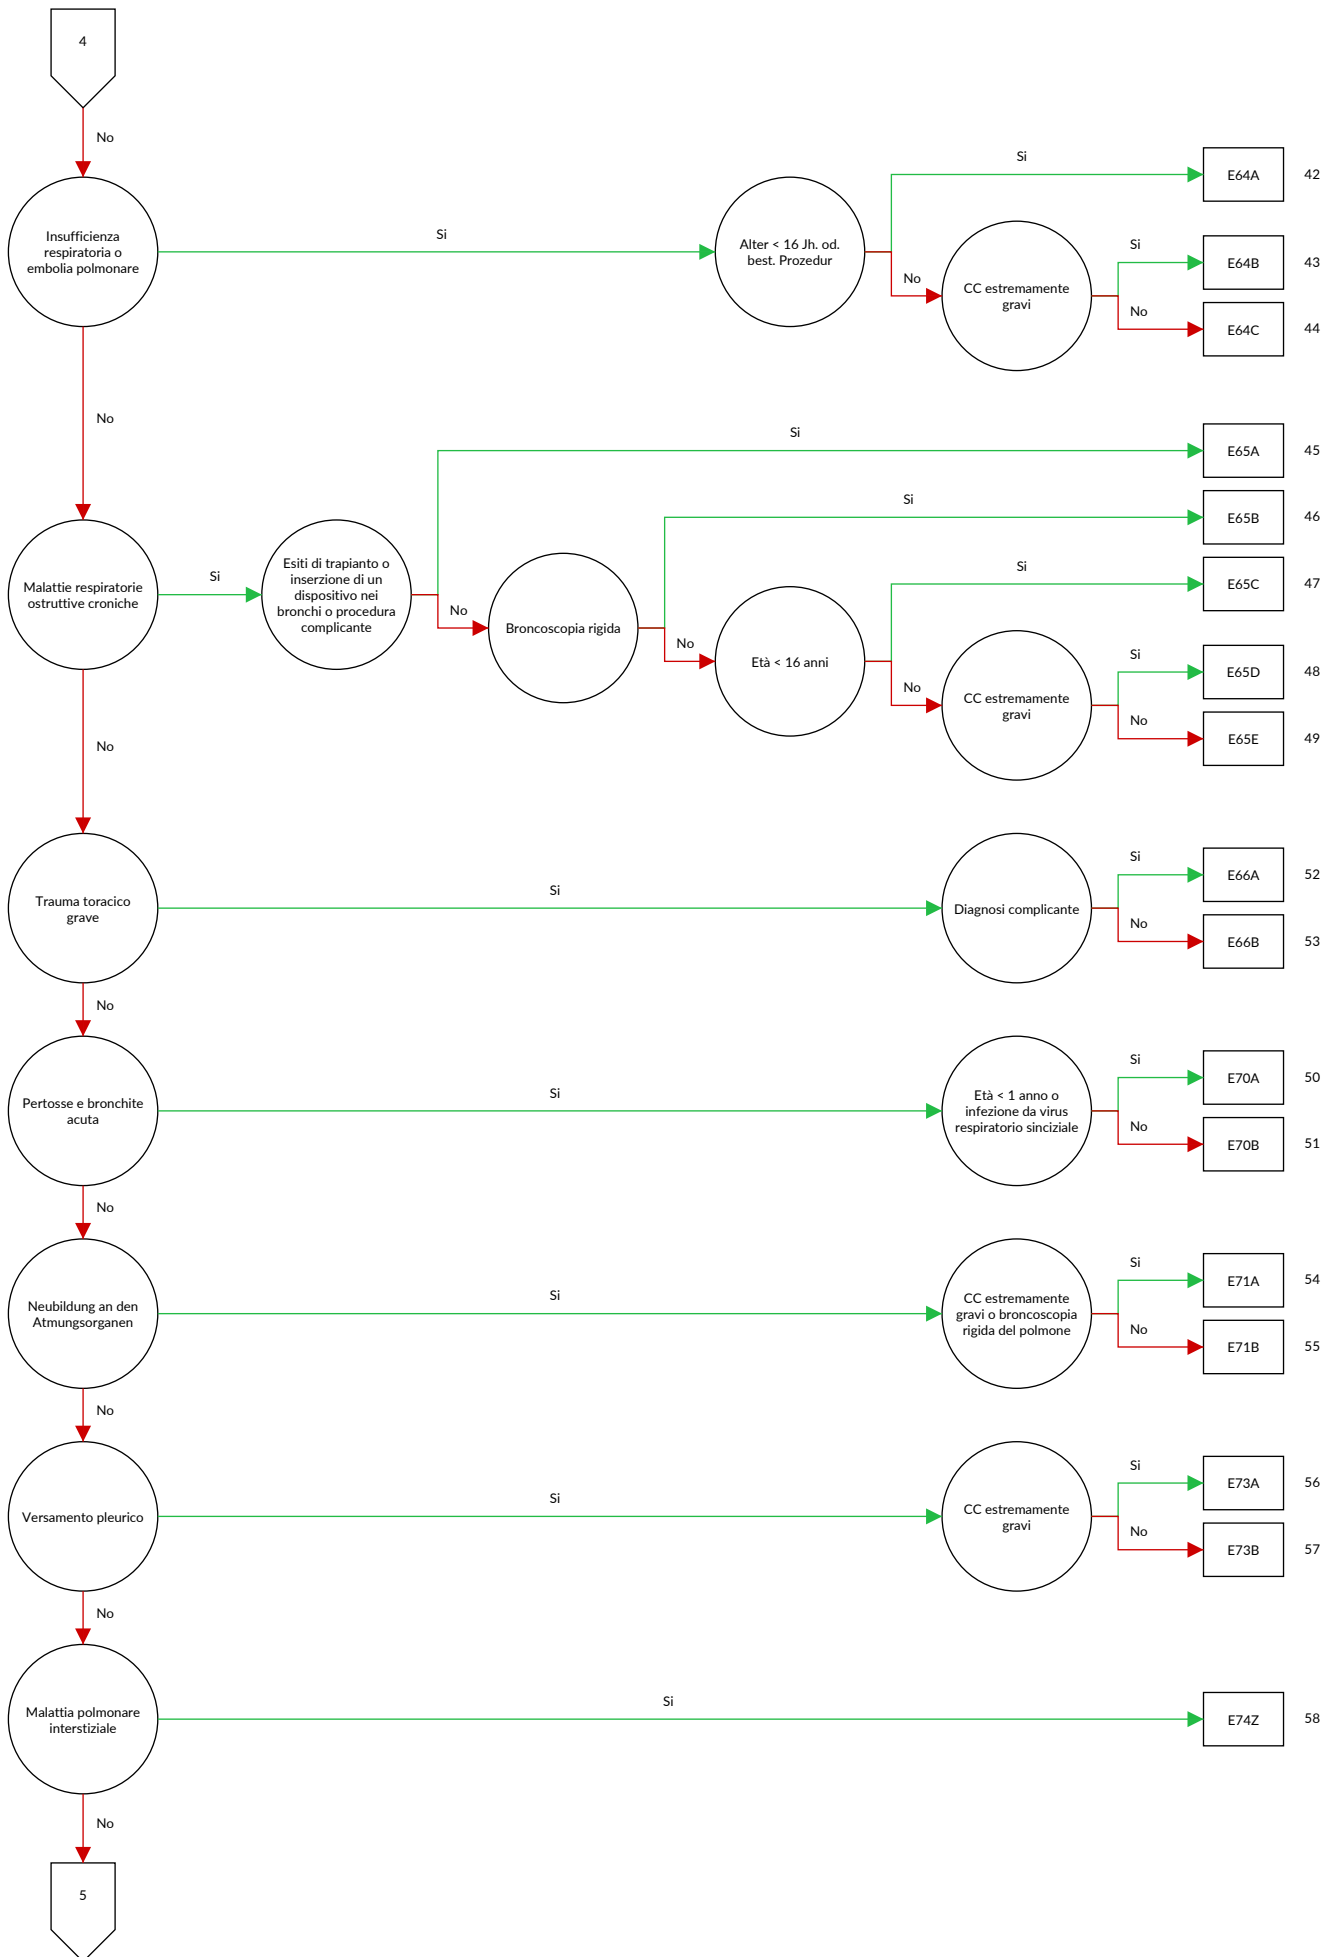 4
No
Insufficienza
respiratoria o
embolia polmonare
Si
Alter < 16 Jh. od.
best. Prozedur
Si
E64A
42
No
CC estremamente
gravi
Si
E64B
43
No
E64C
44
No
Malattie respiratorie
ostruttive croniche
Si
Esiti di trapianto o
inserzione di un
dispositivo nei
bronchi o procedura
complicante
Si
E65A
45
No
Broncoscopia rigida
Si
E65B
46
No
Età < 16 anni
Si
E65C
47
No
CC estremamente
gravi
Si
E65D
48
No
E65E
49
No
Trauma toracico
grave
Si
Diagnosi complicante
Si
E66A
52
No
E66B
53
No
Pertosse e bronchite
acuta
Si
Età < 1 anno o
infezione da virus
respiratorio sinciziale
Si
E70A
50
No
E70B
51
No
Neubildung an den
Atmungsorganen
Si
CC estremamente
gravi o broncoscopia
rigida del polmone
Si
E71A
54
No
E71B
55
No
Versamento pleurico
Si
CC estremamente
gravi
Si
E73A
56
No
E73B
57
No
Malattia polmonare
interstiziale
Si
E74Z
58
No
5